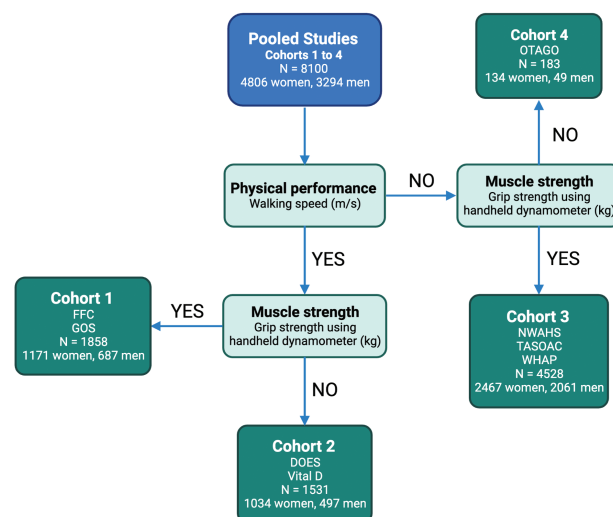 Pooled Studies
Cohorts 1 to 4
N = 8100
4806 women, 3294 men
Cohort 4
OTAGO
N = 183
134 women, 49 men
NO
Physical performance
Walking speed (m/s)
NO
Muscle strength
Grip strength using
handheld dynamometer (kg)
YES
YES
Cohort 1
FFC
GOS
N = 1858
1171 women, 687 men
YES
Muscle strength
Grip strength using
handheld dynamometer (kg)
Cohort 3
NWAHS
TASOAC
WHAP
N = 4528
2467 women, 2061 men
NO
Cohort 2
DOES
Vital D
N = 1531
1034 women, 497 men